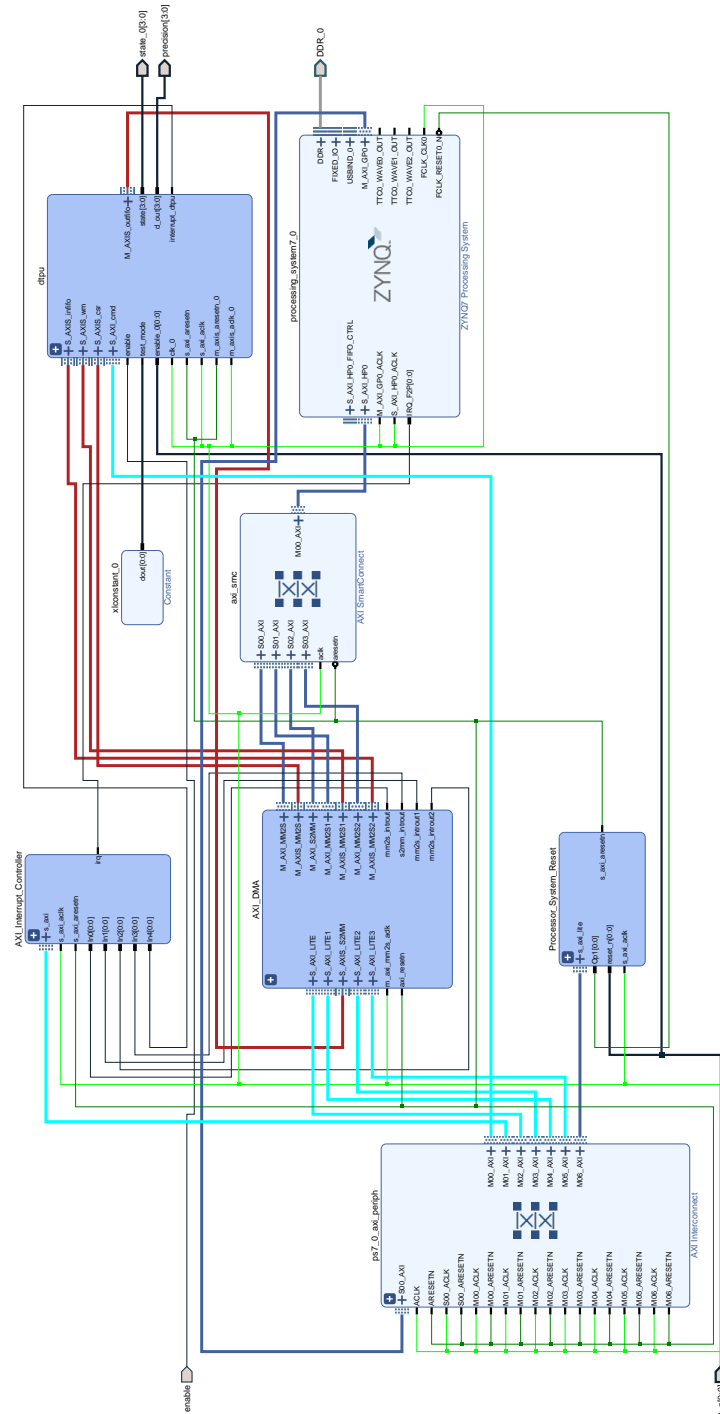 state_0[3:0]
precision[3:0]
DDR_0
dtpu
S_AXIS_infifo
S_AXIS_wm
S_AXIS_csr
S_AXI_cmd
enable
test_mode
enable_0[0:0]
clk_0
s_axi_aresetn
s_axi_aclk
m_axis_aresetn_0
m_axis_aclk_0
M_AXIS_outfifo
state[3:0]
d_out[3:0]
interrupt_dtpu
processing_system7_0
S_AXI_HP0_FIFO_CTRL
S_AXI_HP0
M_AXI_GP0_ACLK
S_AXI_HP0_ACLK
IRQ_F2P[0:0]
DDR
FIXED_IO
USBIND_0
M_AXI_GP0
TTC0_WAVE0_OUT
TTC0_WAVE1_OUT
TTC0_WAVE2_OUT
FCLK_CLK0
FCLK_RESET0_N
ZYNQ
ZYNQ7 Processing System
xlconstant_0
dout[0:0]
Constant
axi_smc
S00_AXI
S01_AXI
S02_AXI
S03_AXI
aclk
aresetn
M00_AXI
AXI SmartConnect
AXI_Interrupt_Controller
s_axi
s_axi_aclk
s_axi_aresetn
In0[0:0]
In1[0:0]
In2[0:0]
In3[0:0]
In4[0:0]
irq
AXI_DMA
S_AXI_LITE
S_AXI_LITE1
S_AXIS_S2MM
S_AXI_LITE2
S_AXI_LITE3
m_axi_mm2s_aclk
axi_resetn
M_AXI_MM2S
M_AXIS_MM2S
M_AXI_S2MM
M_AXI_MM2S1
M_AXIS_MM2S1
M_AXI_MM2S2
M_AXIS_MM2S2
mm2s_introut
s2mm_introut
mm2s_introut1
mm2s_introut2
Processor_System_Reset
s_axi_lite
Op1[0:0]
reset_n[0:0]
s_axi_aclk
s_axi_aresetn
ps7_0_axi_periph
S00_AXI
ACLK
ARESETN
S00_ACLK
S00_ARESETN
M00_ACLK
M00_ARESETN
M01_ACLK
M01_ARESETN
M02_ACLK
M02_ARESETN
M03_ACLK
M03_ARESETN
M04_ACLK
M04_ARESETN
M05_ACLK
M05_ARESETN
M06_ACLK
M06_ARESETN
M00_AXI
M01_AXI
M02_AXI
M03_AXI
M04_AXI
M05_AXI
M06_AXI
AXI Interconnect
enable